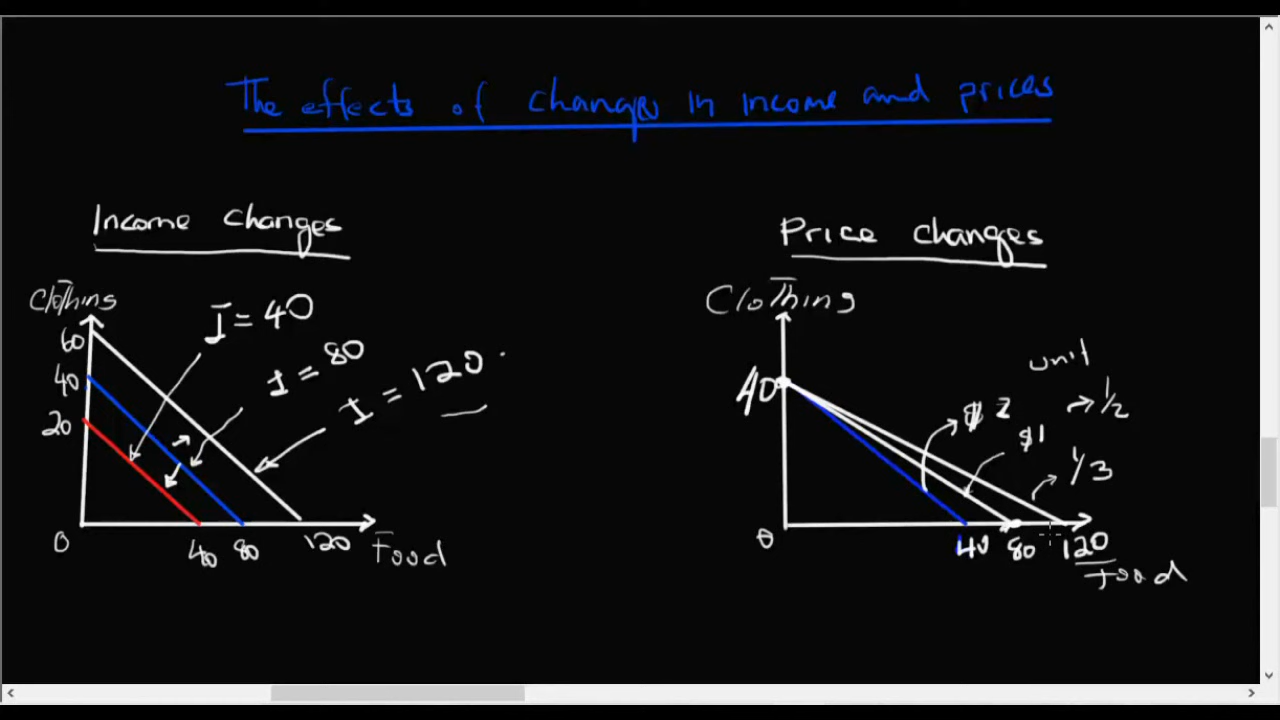 The effects of changes in income and prices
Income changes
Clothing
I = 40
I = 80
I = 120
60
40
20
0
40 80 120 Food
Price changes
Clothing
40
unit
$ 2
1/2
$1
1/3
0
40 80 120
Food